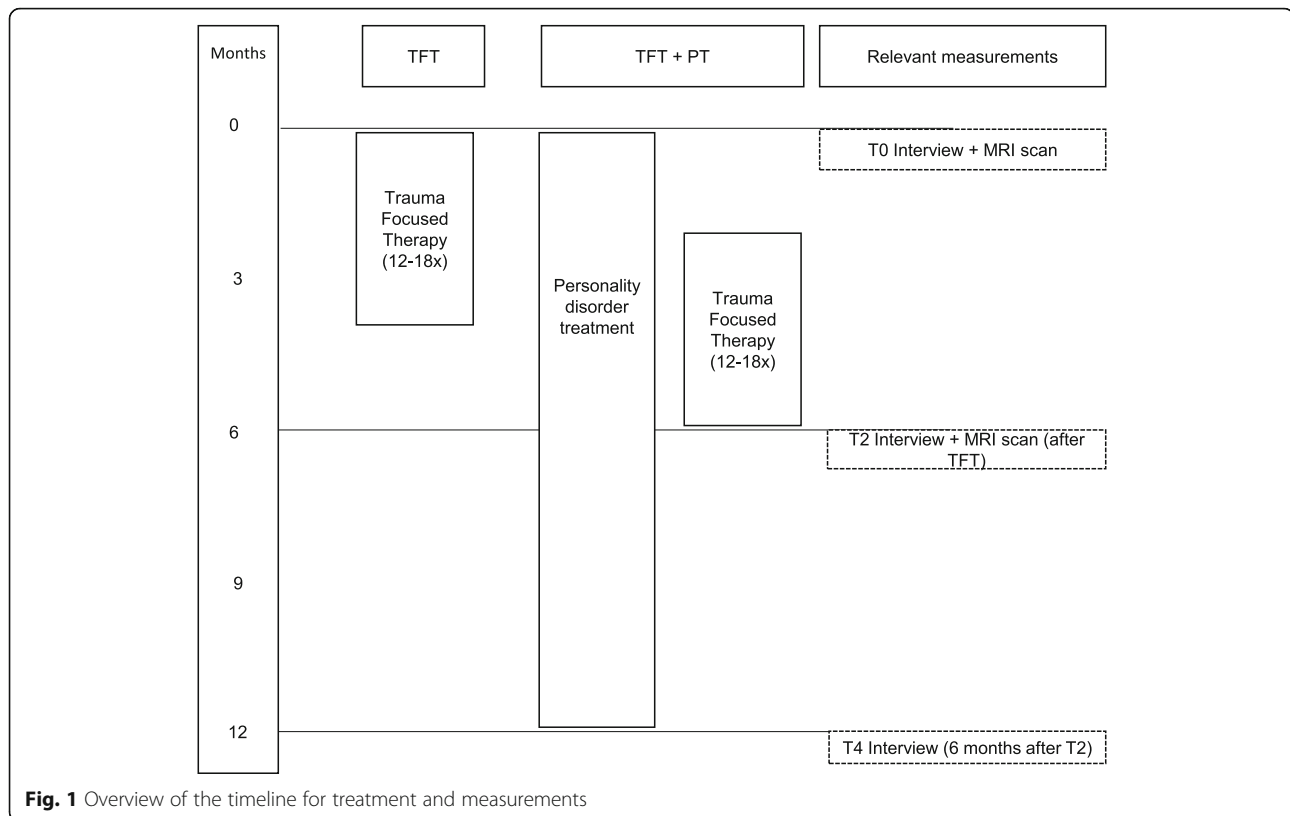 Months
TFT
TFT + PT
Relevant measurements
0
T0 Interview + MRI scan
Trauma
Focused
Therapy
(12-18x)
3
Personality
disorder
treatment
Trauma
Focused
Therapy
(12-18x)
6
T2 Interview + MRI scan (after
TFT)
9
12
T4 Interview (6 months after T2)
Fig. 1 Overview of the timeline for treatment and measurements